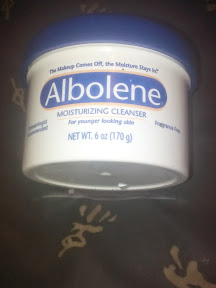 The Makeup Comes Off, the Moisture Stays In!
Albolene
MOISTURIZING CLEANSER
For younger looking skin
Fragrance Free
NET WT. 6 oz (170 g)